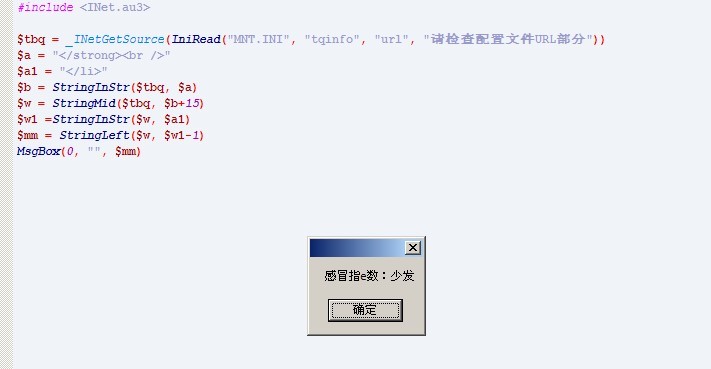 #include <INet.au3>
$tbq = _INetGetSource(IniRead("MNT.INI", "tqinfo", "url", "请检查配置文件URL部分"))
$a = "</strong><br />"
$a1 = "</li>"
$b = StringInStr($tbq, $a)
$w = StringMid($tbq, $b+15)
$w1 =StringInStr($w, $a1)
$mm = StringLeft($w, $w1-1)
MsgBox(0, "", $mm)
感冒指e数：少发
确定